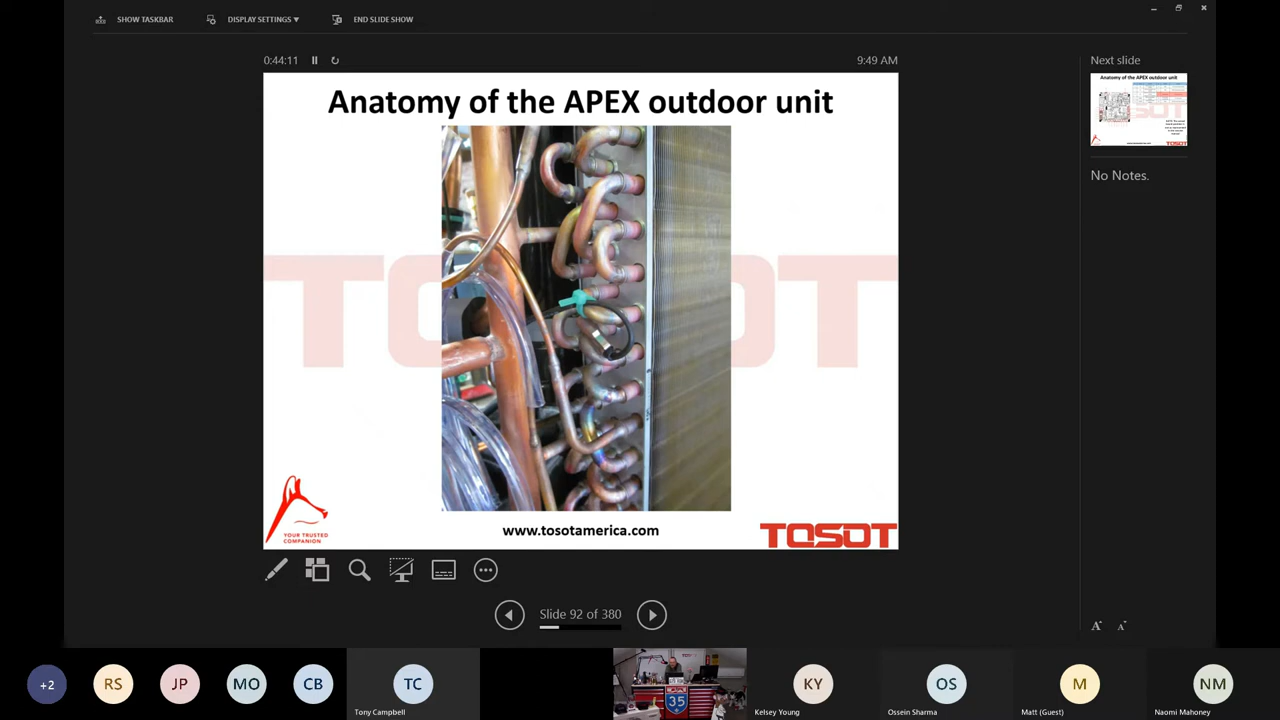 SHOW TASKBAR
DISPLAY SETTINGS ▼
END SLIDE SHOW
0:44:11
9:49 AM
Anatomy of the APEX outdoor unit
TOSOT
YOUR TRUSTED
COMPANION
www.tosotamerica.com
TOSOT
Next slide
Anatomy of the APEX outdoor unit
TOSOT
No Notes.
Slide 92 of 380
A
A
+2
RS
JP
MO
CB
TC
Tony Campbell
35
KY
Kelsey Young
OS
Ossein Sharma
M
Matt (Guest)
NM
Naomi Mahoney